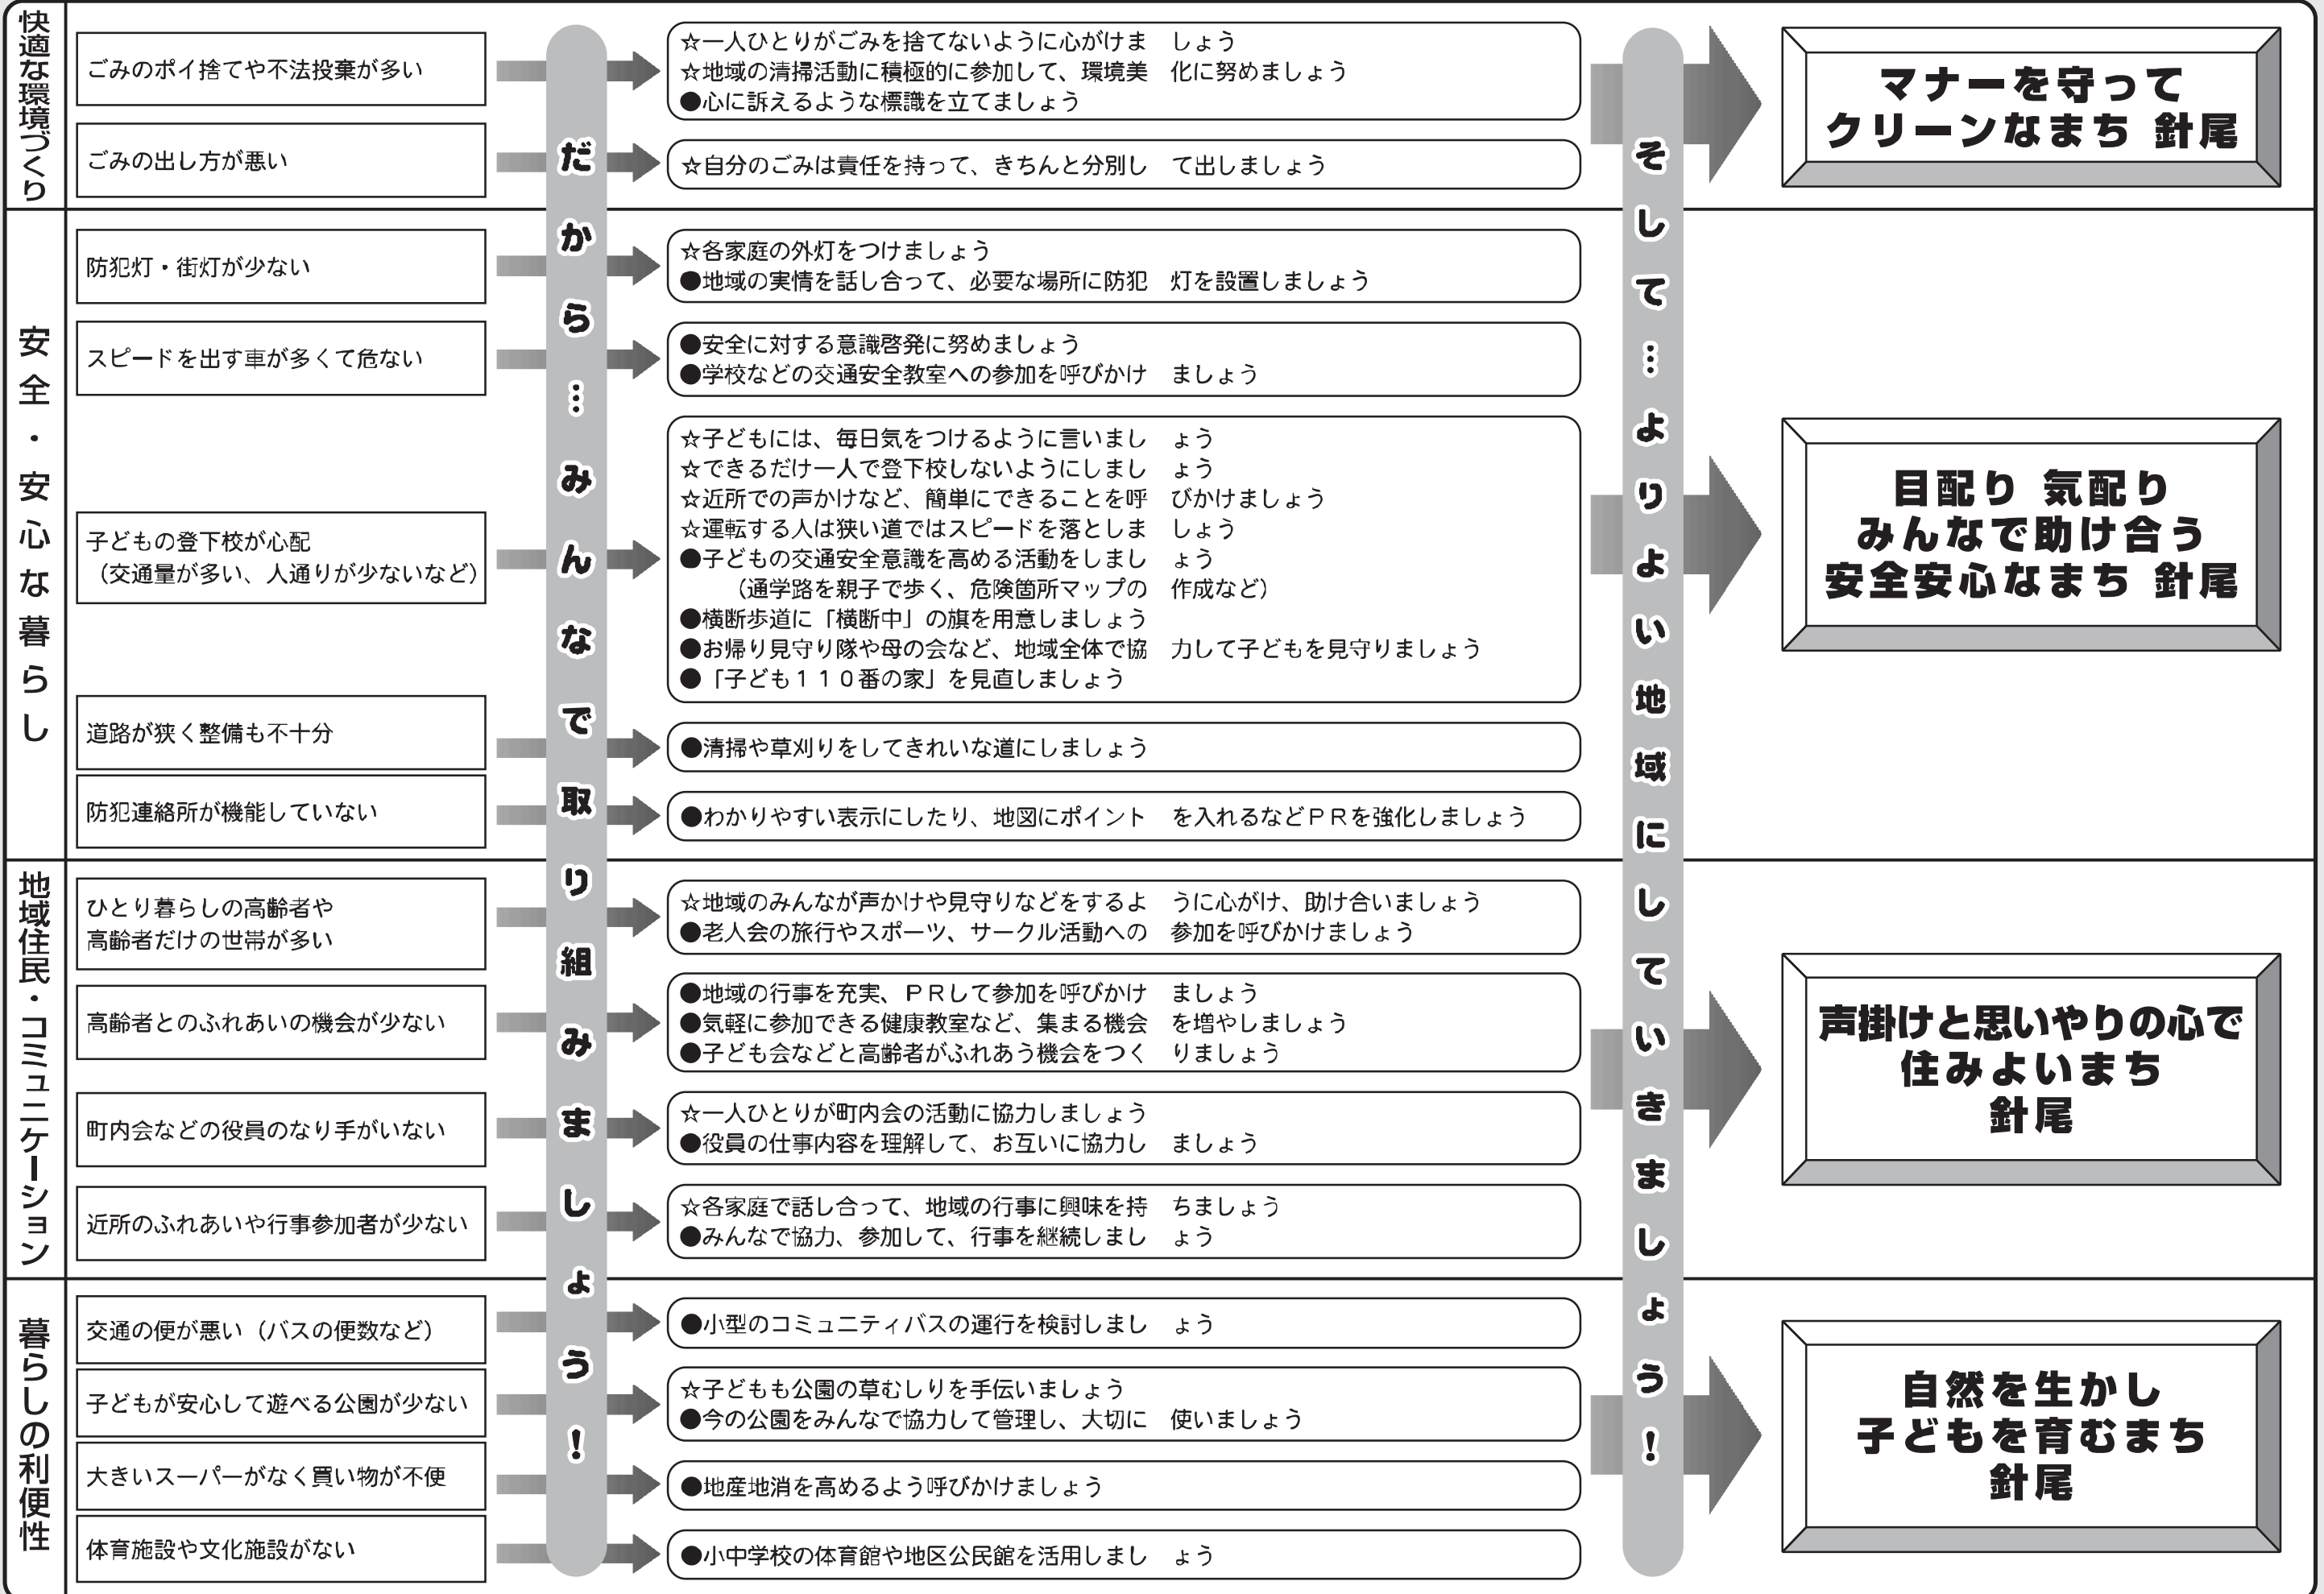 快適な環境づくり
ごみのポイ捨てや不法投棄が多い
☆一人ひとりがごみを捨てないように心がけま　しょう
☆地域の清掃活動に積極的に参加して、環境美　化に努めましょう
●心に訴えるような標識を立てましょう
ごみの出し方が悪い
☆自分のごみは責任を持って、きちんと分別し　て出しましょう
マナーを守って
クリーンなまち 針尾
安全・安心な暮らし
防犯灯・街灯が少ない
☆各家庭の外灯をつけましょう
●地域の実情を話し合って、必要な場所に防犯　灯を設置しましょう
スピードを出す車が多くて危ない
●安全に対する意識啓発に努めましょう
●学校などの交通安全教室への参加を呼びかけ　ましょう
子どもの登下校が心配
（交通量が多い、人通りが少ないなど）
☆子どもには、毎日気をつけるように言いまし　ょう
☆できるだけ一人で登下校しないようにしまし　ょう
☆近所での声かけなど、簡単にできることを呼　びかけましょう
☆運転する人は狭い道ではスピードを落としま　しょう
●子どもの交通安全意識を高める活動をしまし　ょう
（通学路を親子で歩く、危険箇所マップの　作成など）
●横断歩道に「横断中」の旗を用意しましょう
●お帰り見守り隊や母の会など、地域全体で協　力して子どもを見守りましょう
●「子ども１１０番の家」を見直しましょう
道路が狭く整備も不十分
●清掃や草刈りをしてきれいな道にしましょう
防犯連絡所が機能していない
●わかりやすい表示にしたり、地図にポイント　を入れるなどＰＲを強化しましょう
目配り 気配り
みんなで助け合う
安全安心なまち 針尾
地域住民・コミュニケーション
ひとり暮らしの高齢者や
高齢者だけの世帯が多い
☆地域のみんなが声かけや見守りなどをするよ　うに心がけ、助け合いましょう
●老人会の旅行やスポーツ、サークル活動への　参加を呼びかけましょう
高齢者とのふれあいの機会が少ない
●地域の行事を充実、ＰＲして参加を呼びかけ　ましょう
●気軽に参加できる健康教室など、集まる機会　を増やしましょう
●子ども会などと高齢者がふれあう機会をつく　りましょう
町内会などの役員のなり手がいない
☆一人ひとりが町内会の活動に協力しましょう
●役員の仕事内容を理解して、お互いに協力し　ましょう
近所のふれあいや行事参加者が少ない
☆各家庭で話し合って、地域の行事に興味を持　ちましょう
●みんなで協力、参加して、行事を継続しまし　ょう
声掛けと思いやりの心で
住みよいまち
針尾
暮らしの利便性
交通の便が悪い（バスの便数など）
●小型のコミュニティバスの運行を検討しまし　ょう
子どもが安心して遊べる公園が少ない
☆子どもも公園の草むしりを手伝いましょう
●今の公園をみんなで協力して管理し、大切に　使いましょう
大きいスーパーがなく買い物が不便
●地産地消を高めるよう呼びかけましょう
体育施設や文化施設がない
●小中学校の体育館や地区公民館を活用しまし　ょう
自然を生かし
子どもを育むまち
針尾
だから…みんなで取り組みましょう！
そして…よりよい地域にしていきましょう！